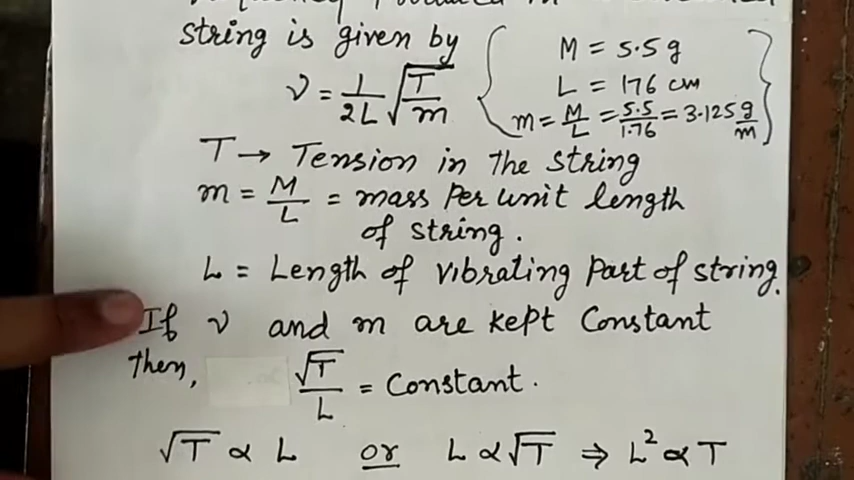 string is given by
ν = 1/2L √T/m
M = 5.5 g
L = 176 cm
m = M/L = 5.5/1.76 = 3.125 g/m
T → Tension in the string
m = M/L = mass per unit length
of string.
L = Length of vibrating part of string.
If ν and m are kept Constant
then, √T/L = Constant.
√T ∝ L or L ∝ √T ⇒ L² ∝ T